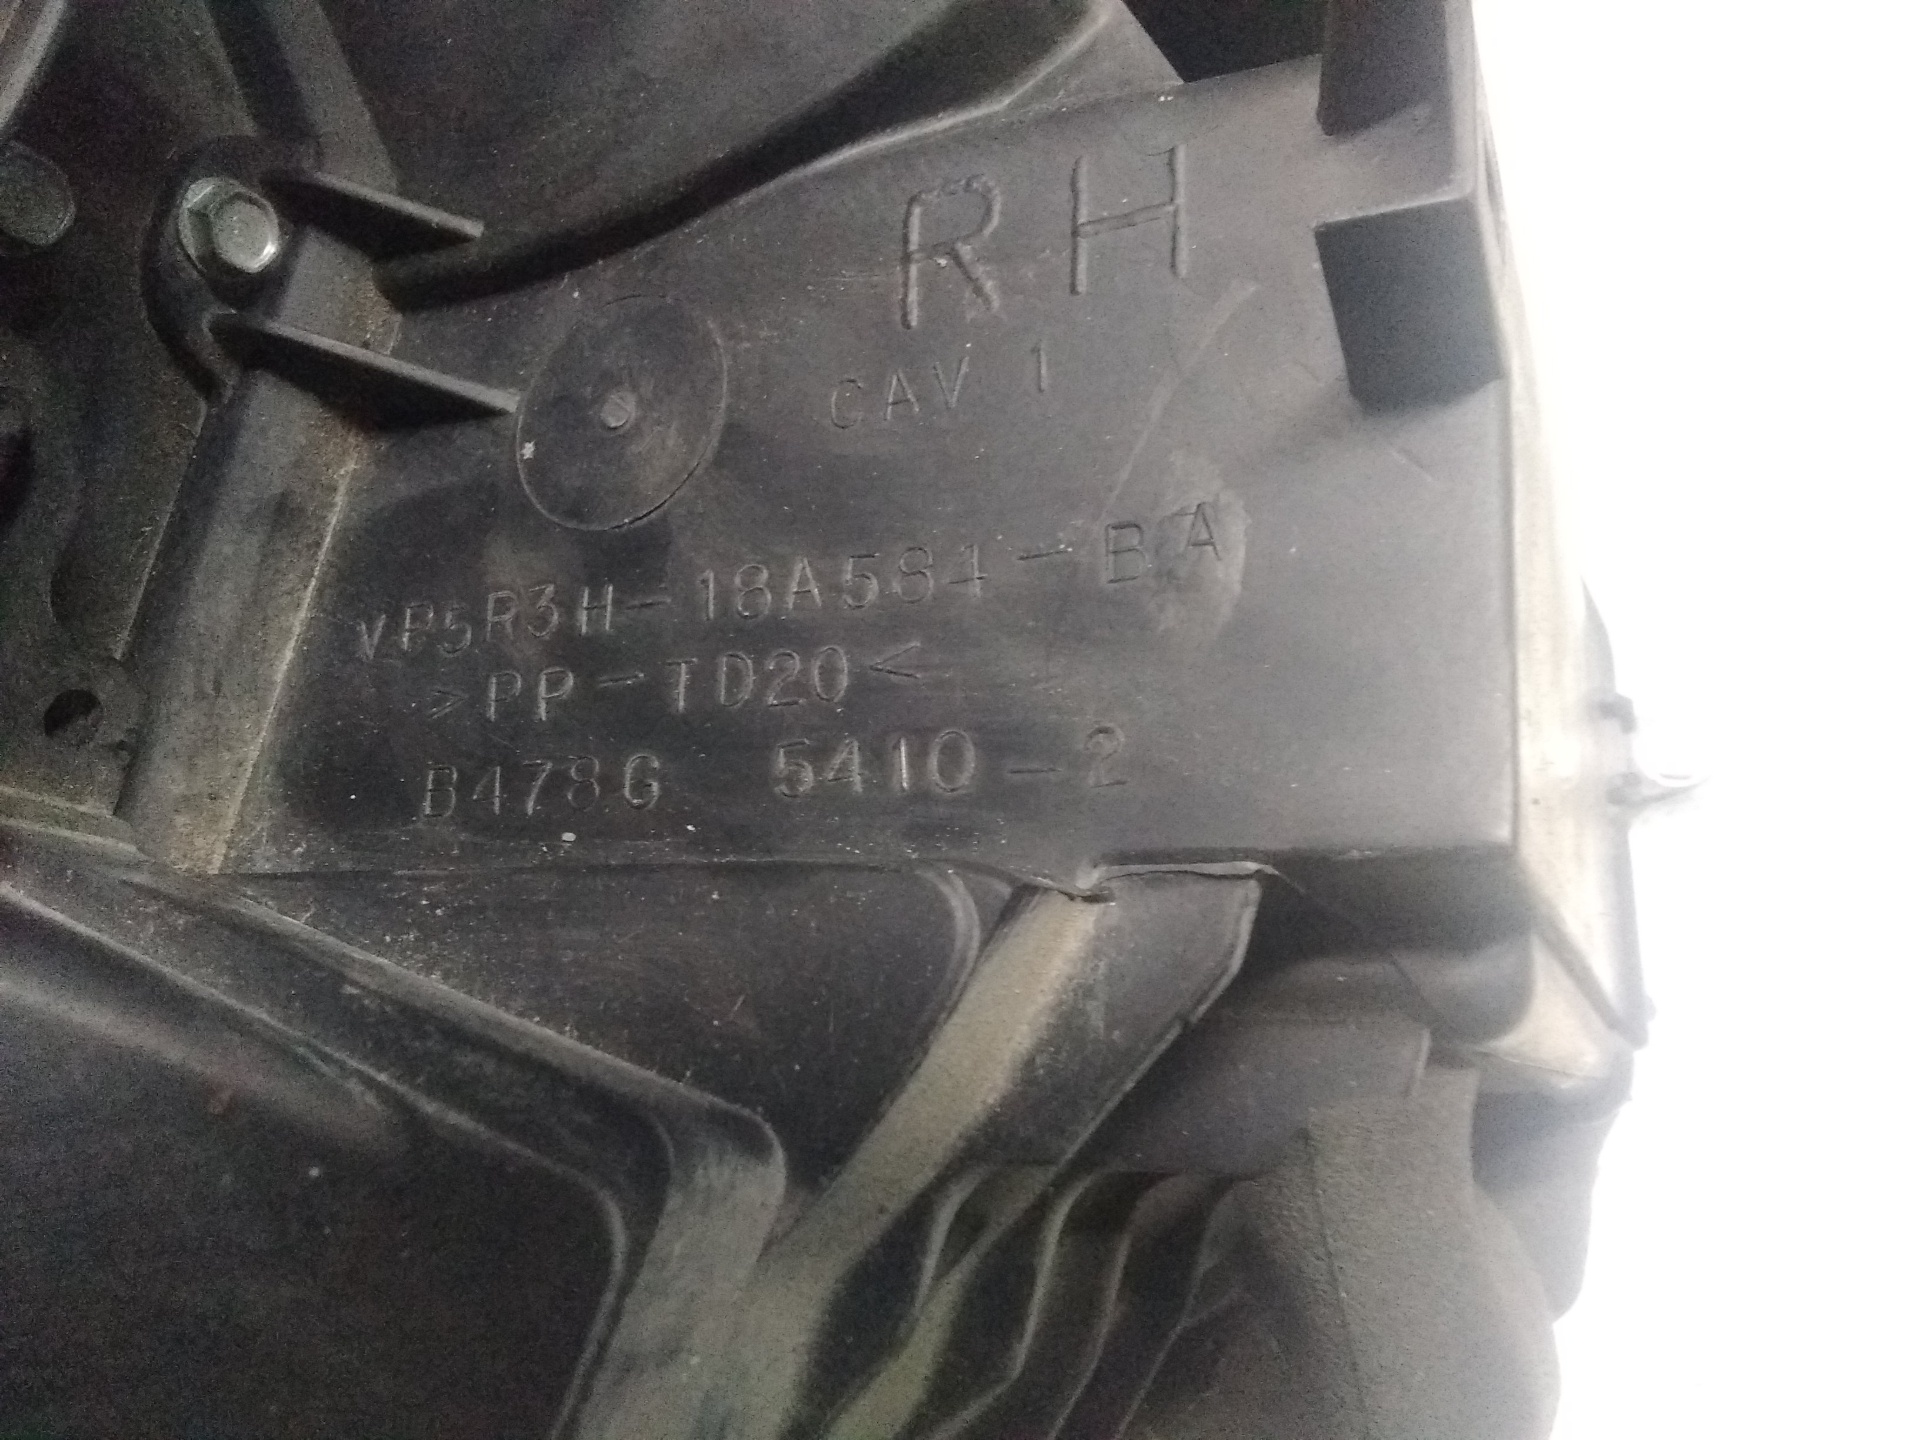 RH
CAV 1
VP5R3H-18A584-BA
>PP-TD20<
B478G 5410-2